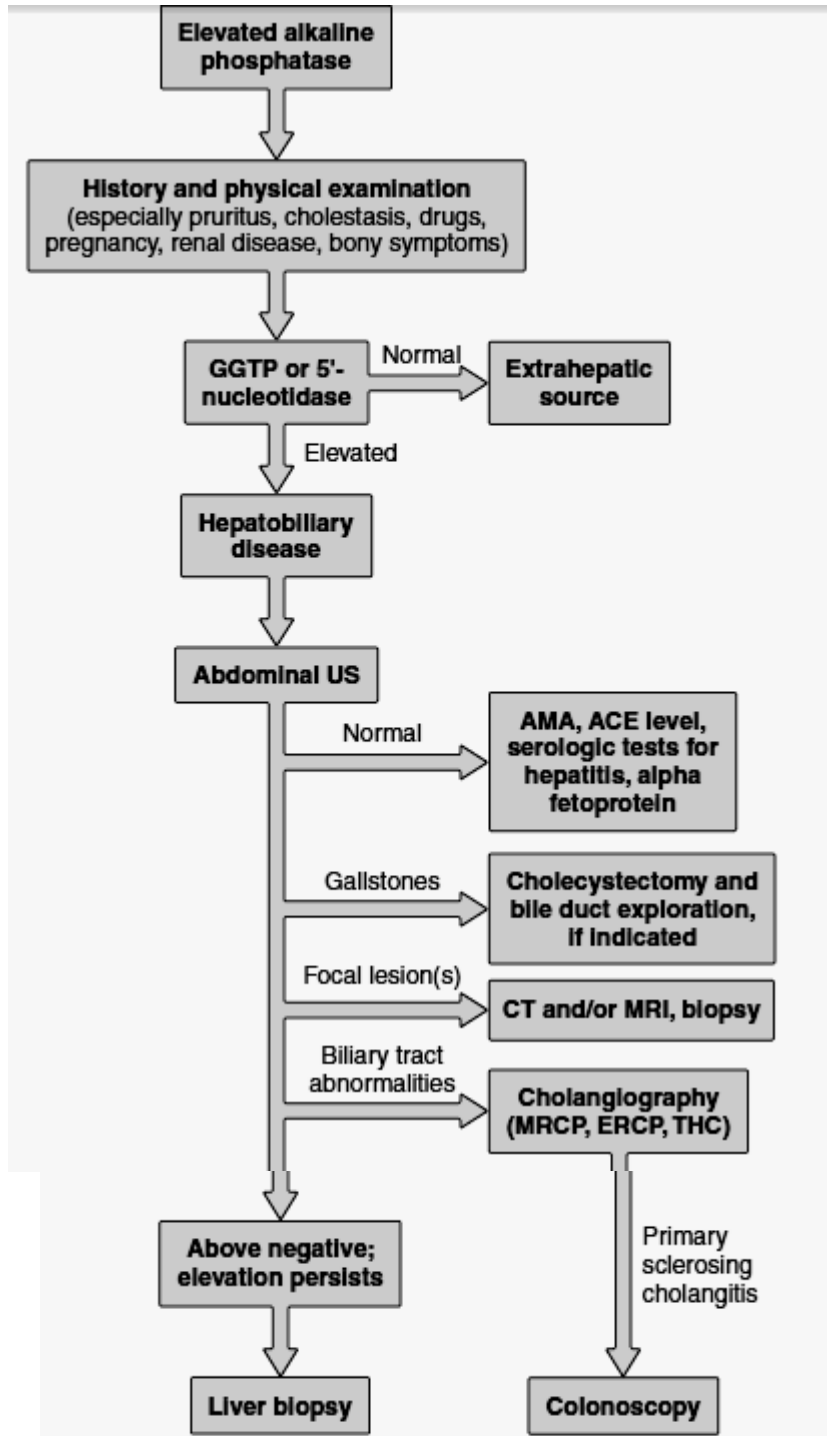 Elevated alkaline
phosphatase
History and physical examination
(especially pruritus, cholestasis, drugs,
pregnancy, renal disease, bony symptoms)
GGTP or 5'-
nucleotidase
Normal
Extrahepatic
source
Elevated
Hepatobiliary
disease
Abdominal US
Normal
AMA, ACE level,
serologic tests for
hepatitis, alpha
fetoprotein
Gallstones
Cholecystectomy and
bile duct exploration,
if indicated
Focal lesion(s)
CT and/or MRI, biopsy
Biliary tract
abnormalities
Cholangiography
(MRCP, ERCP, THC)
Above negative;
elevation persists
Primary
sclerosing
cholangitis
Liver biopsy
Colonoscopy